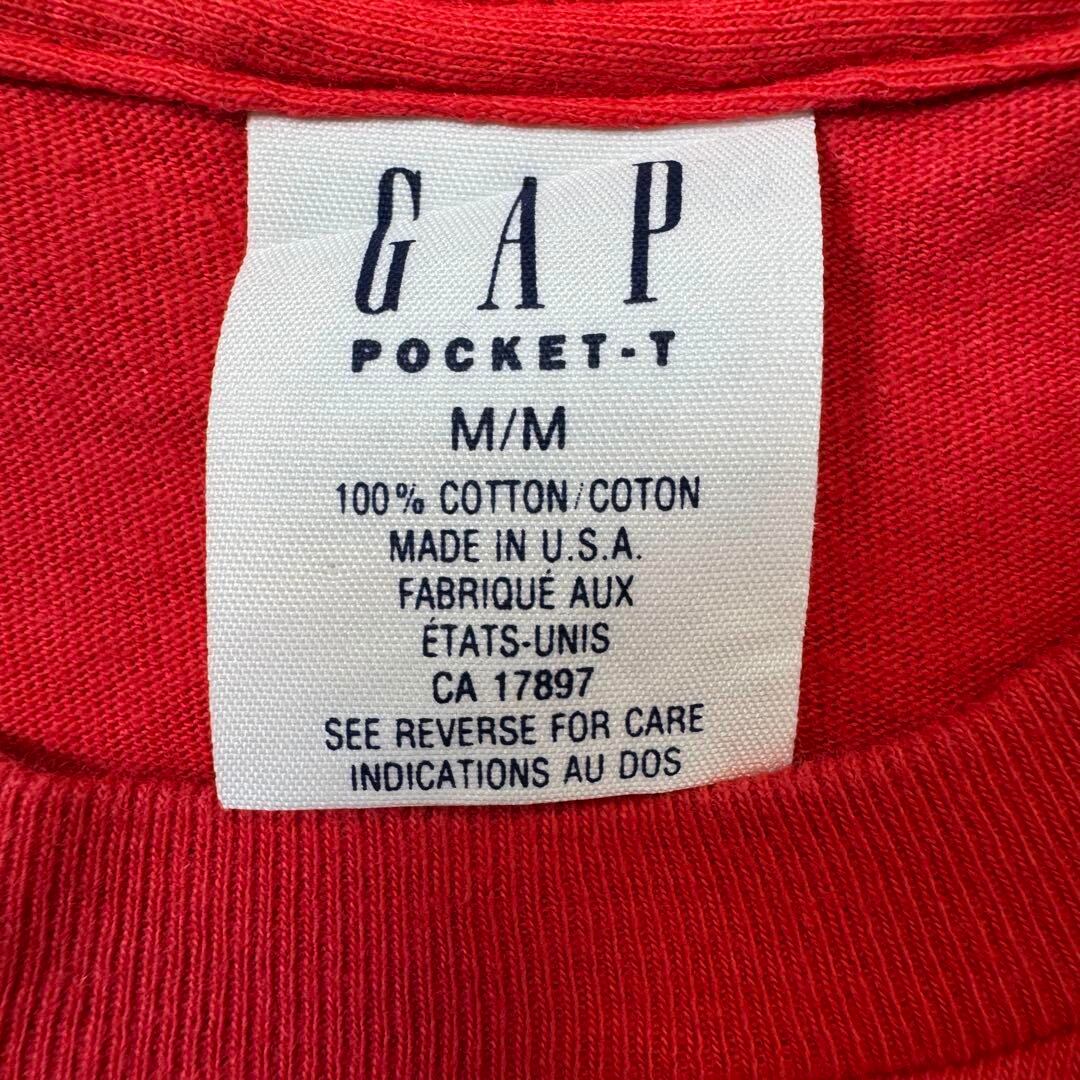 GAP
POCKET-T
M/M
100% COTTON/COTON
MADE IN U.S.A.
FABRIQUÉ AUX
ÉTATS-UNIS
CA 17897
SEE REVERSE FOR CARE
INDICATIONS AU DOS